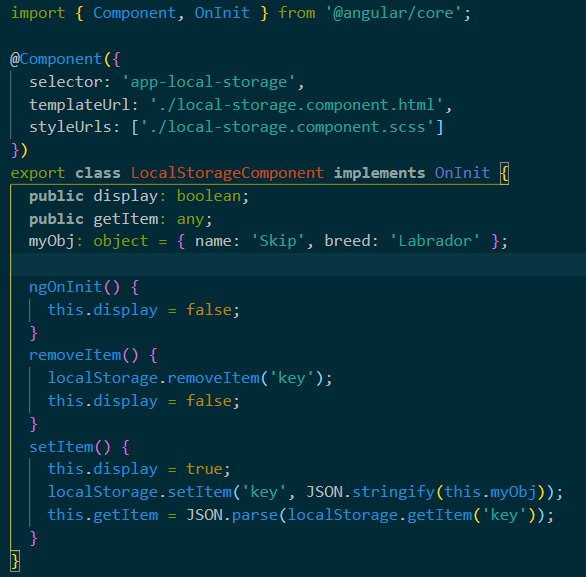 import { Component, OnInit } from '@angular/core';
@Component({
selector: 'app-local-storage',
templateUrl: './local-storage.component.html',
styleUrls: ['./local-storage.component.scss']
})
export class LocalStorageComponent implements OnInit {
public display: boolean;
public getItem: any;
myObj: object = { name: 'Skip', breed: 'Labrador' };
ngOnInit() {
this.display = false;
}
removeItem() {
localStorage.removeItem('key');
this.display = false;
}
setItem() {
this.display = true;
localStorage.setItem('key', JSON.stringify(this.myObj));
this.getItem = JSON.parse(localStorage.getItem('key'));
}
}